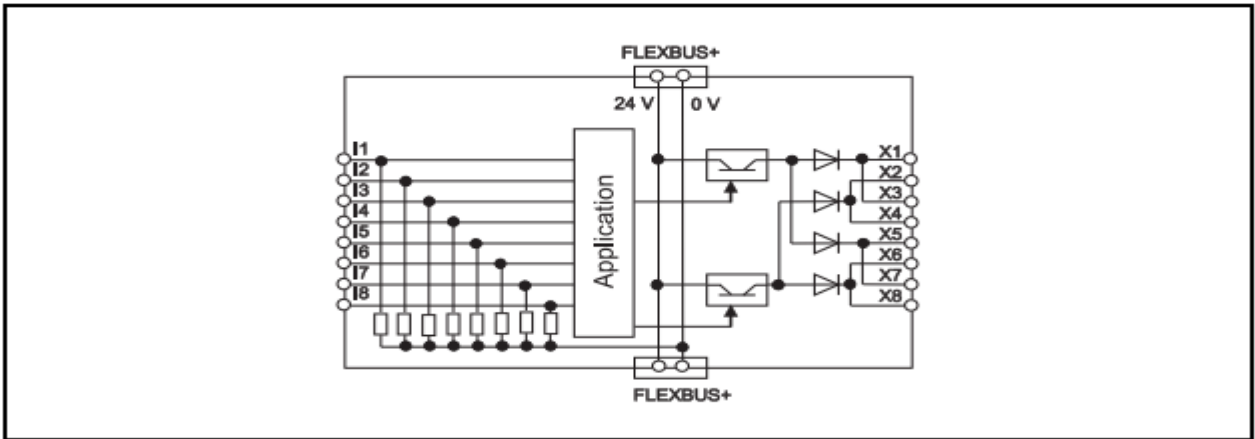 FLEXBUS+
24 V 0 V
I1
I2
I3
I4
I5
I6
I7
I8
Application
X1
X2
X3
X4
X5
X6
X7
X8
FLEXBUS+